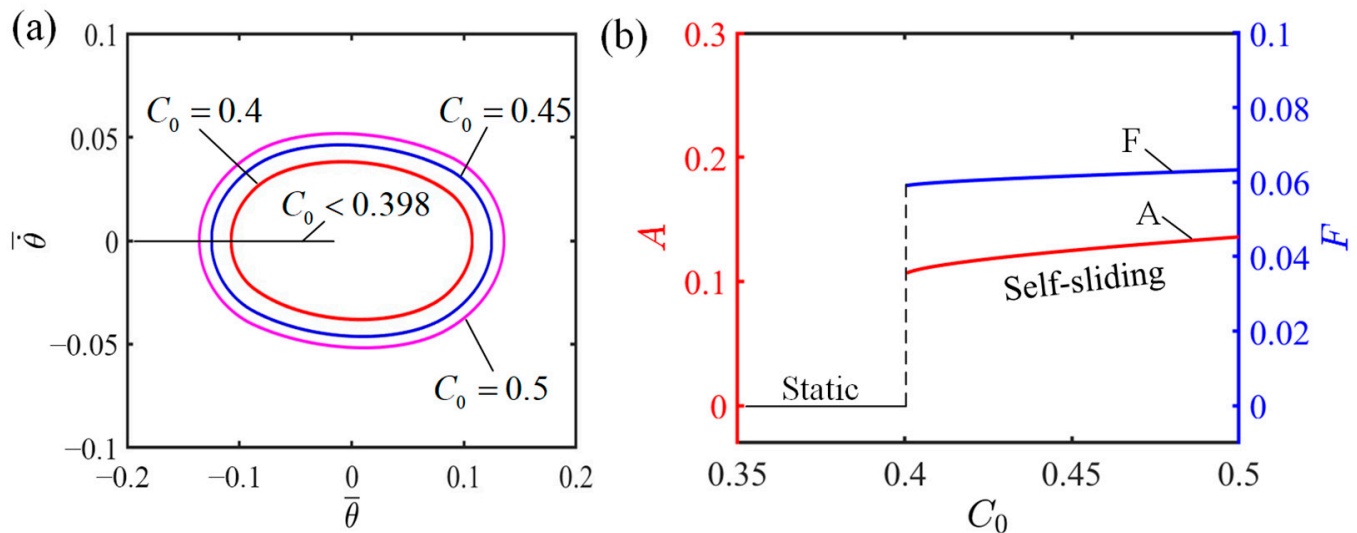 (a)
0.1
0.05
0
−0.05
−0.1
−0.2
−0.1
0
0.1
0.2
θ̇̅
θ̅
C₀ = 0.4
C₀ = 0.45
C₀ < 0.398
C₀ = 0.5
(b)
0.3
0.2
0.1
0
A
0.1
0.08
0.06
0.04
0.02
0
F
F
A
Self-sliding
Static
0.35
0.4
0.45
0.5
C₀